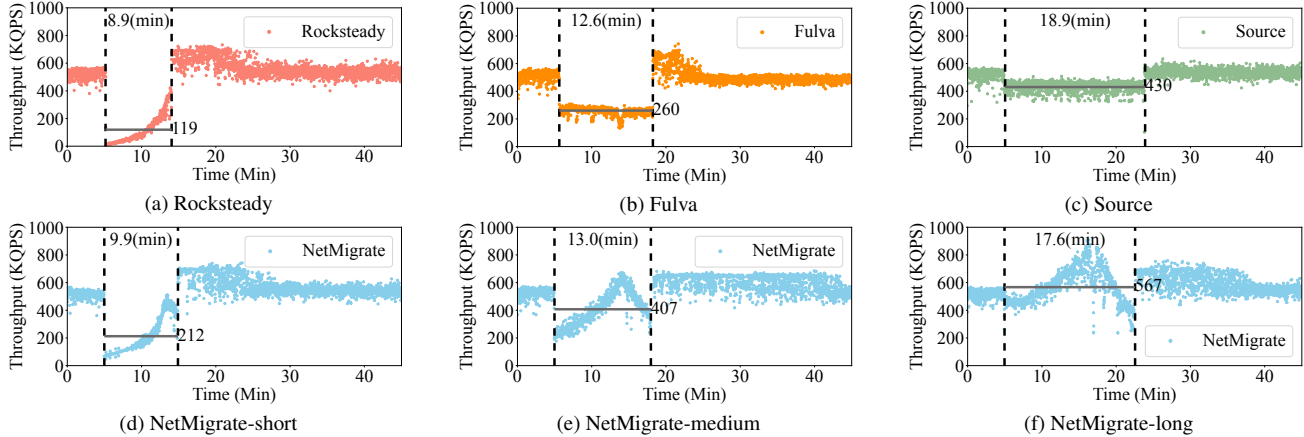 Throughput (KQPS)
1000
800
600
400
200
0
8.9(min)
Rocksteady
119
0 10 20 30 40
Time (Min)
(a) Rocksteady
Throughput (KQPS)
1000
800
600
400
200
0
12.6(min)
Fulva
260
0 10 20 30 40
Time (Min)
(b) Fulva
Throughput (KQPS)
1000
800
600
400
200
0
18.9(min)
Source
430
0 10 20 30 40
Time (Min)
(c) Source
Throughput (KQPS)
1000
800
600
400
200
0
9.9(min)
NetMigrate
212
0 10 20 30 40
Time (Min)
(d) NetMigrate-short
Throughput (KQPS)
1000
800
600
400
200
0
13.0(min)
NetMigrate
407
0 10 20 30 40
Time (Min)
(e) NetMigrate-medium
Throughput (KQPS)
1000
800
600
400
200
0
17.6(min)
567
NetMigrate
0 10 20 30 40
Time (Min)
(f) NetMigrate-long